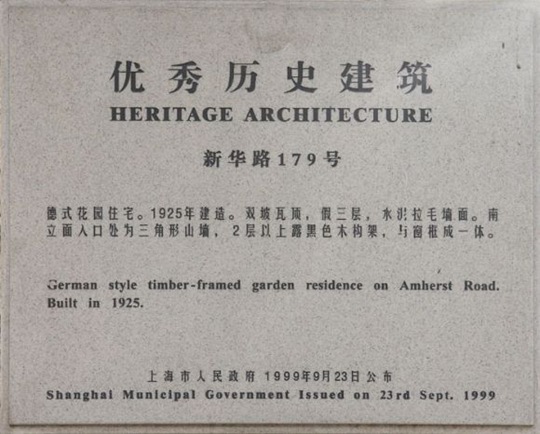 优秀历史建筑
HERITAGE ARCHITECTURE
新华路179号
德式花园住宅。1925年建造。双坡瓦顶，假三层，水泥拉毛墙面。南
立面入口处为三角形山墙，2层以上露黑色木构架，与窗框成一体。
German style timber-framed garden residence on Amherst Road.
Built in 1925.
上海市人民政府 1999年9月23日公布
Shanghai Municipal Government Issued on 23rd Sept. 1999